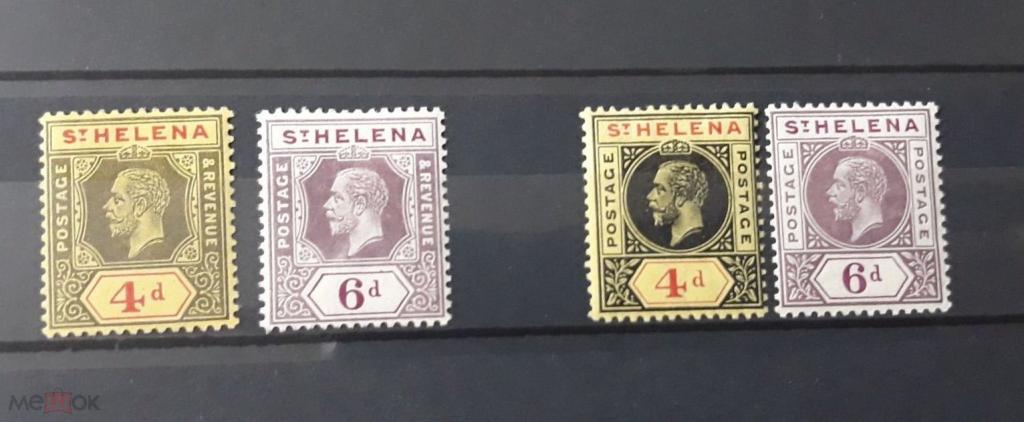 ST HELENA
POSTAGE
& REVENUE
4d
ST HELENA
POSTAGE
& REVENUE
6d
ST HELENA
POSTAGE
POSTAGE
4d
ST HELENA
POSTAGE
POSTAGE
6d
мешок